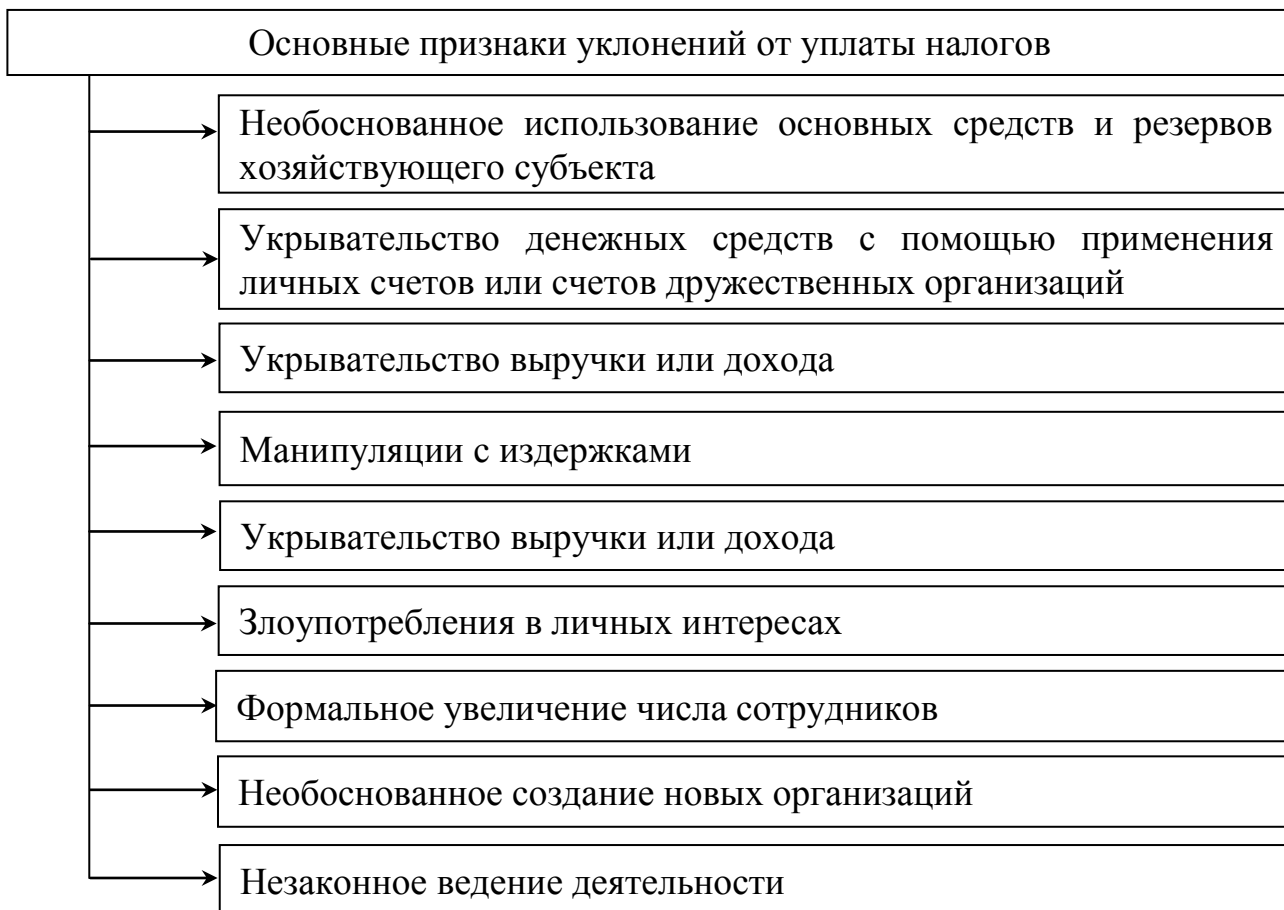 Основные признаки уклонений от уплаты налогов
Необоснованное использование основных средств и резервов
хозяйствующего субъекта
Укрывательство денежных средств с помощью применения
личных счетов или счетов дружественных организаций
Укрывательство выручки или дохода
Манипуляции с издержками
Укрывательство выручки или дохода
Злоупотребления в личных интересах
Формальное увеличение числа сотрудников
Необоснованное создание новых организаций
Незаконное ведение деятельности